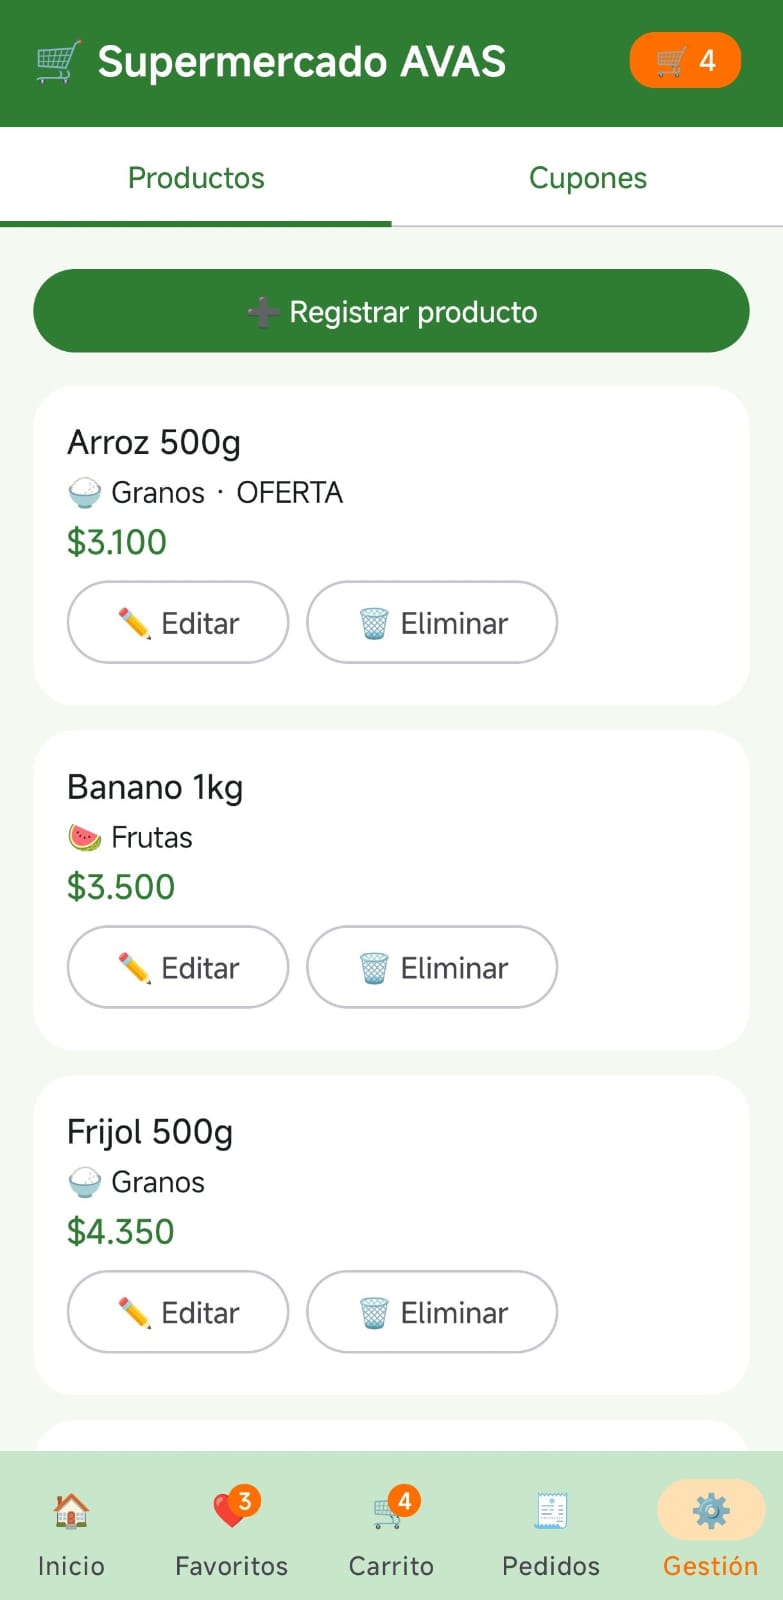 🛒 Supermercado AVAS
🛒 4
Productos
Cupones
➕ Registrar producto
Arroz 500g
🍚 Granos · OFERTA
$3.100
✏️ Editar
🗑️ Eliminar
Banano 1kg
🍉 Frutas
$3.500
✏️ Editar
🗑️ Eliminar
Frijol 500g
🍚 Granos
$4.350
✏️ Editar
🗑️ Eliminar
3
4
Inicio
Favoritos
Carrito
Pedidos
Gestión